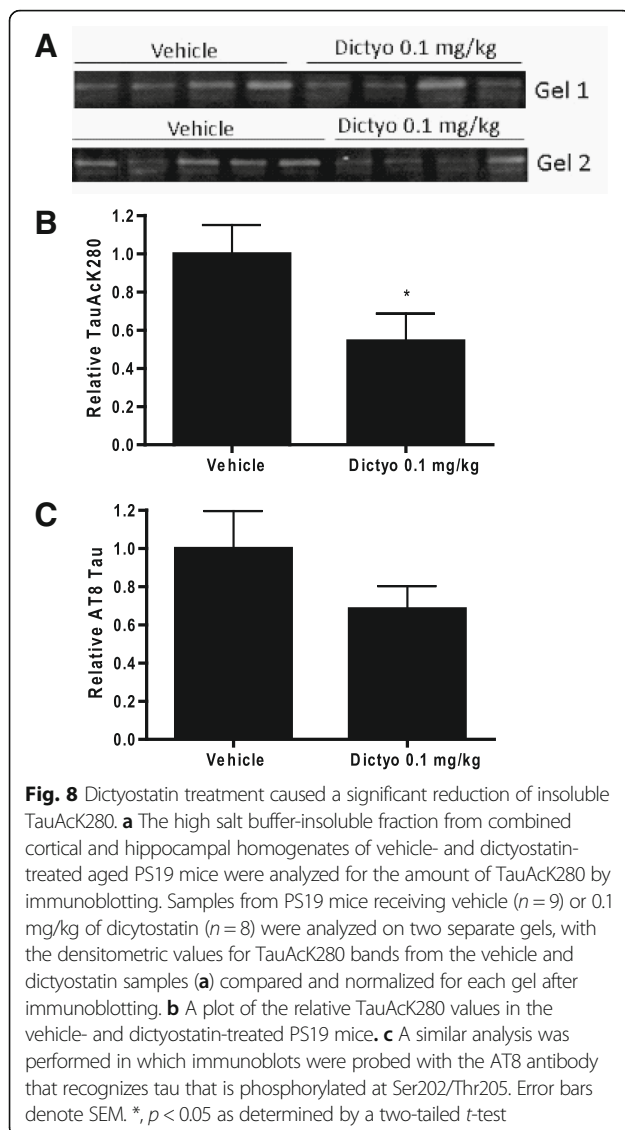 A
Vehicle Dictyo 0.1 mg/kg
Gel 1
Vehicle Dictyo 0.1 mg/kg
Gel 2
B
Relative TauAcK280
1.2
1.0
0.8
0.6
0.4
0.2
0.0
*
Vehicle Dictyo 0.1 mg/kg
C
Relative AT8 Tau
1.2
1.0
0.8
0.6
0.4
0.2
0.0
Vehicle Dictyo 0.1 mg/kg
Fig. 8 Dictyostatin treatment caused a significant reduction of insoluble
TauAcK280. a The high salt buffer-insoluble fraction from combined
cortical and hippocampal homogenates of vehicle- and dictyostatin-
treated aged PS19 mice were analyzed for the amount of TauAcK280 by
immunoblotting. Samples from PS19 mice receiving vehicle (n = 9) or 0.1
mg/kg of dicytostatin (n = 8) were analyzed on two separate gels, with
the densitometric values for TauAcK280 bands from the vehicle and
dictyostatin samples (a) compared and normalized for each gel after
immunoblotting. b A plot of the relative TauAcK280 values in the
vehicle- and dictyostatin-treated PS19 mice. c A similar analysis was
performed in which immunoblots were probed with the AT8 antibody
that recognizes tau that is phosphorylated at Ser202/Thr205. Error bars
denote SEM. *, p < 0.05 as determined by a two-tailed t-test